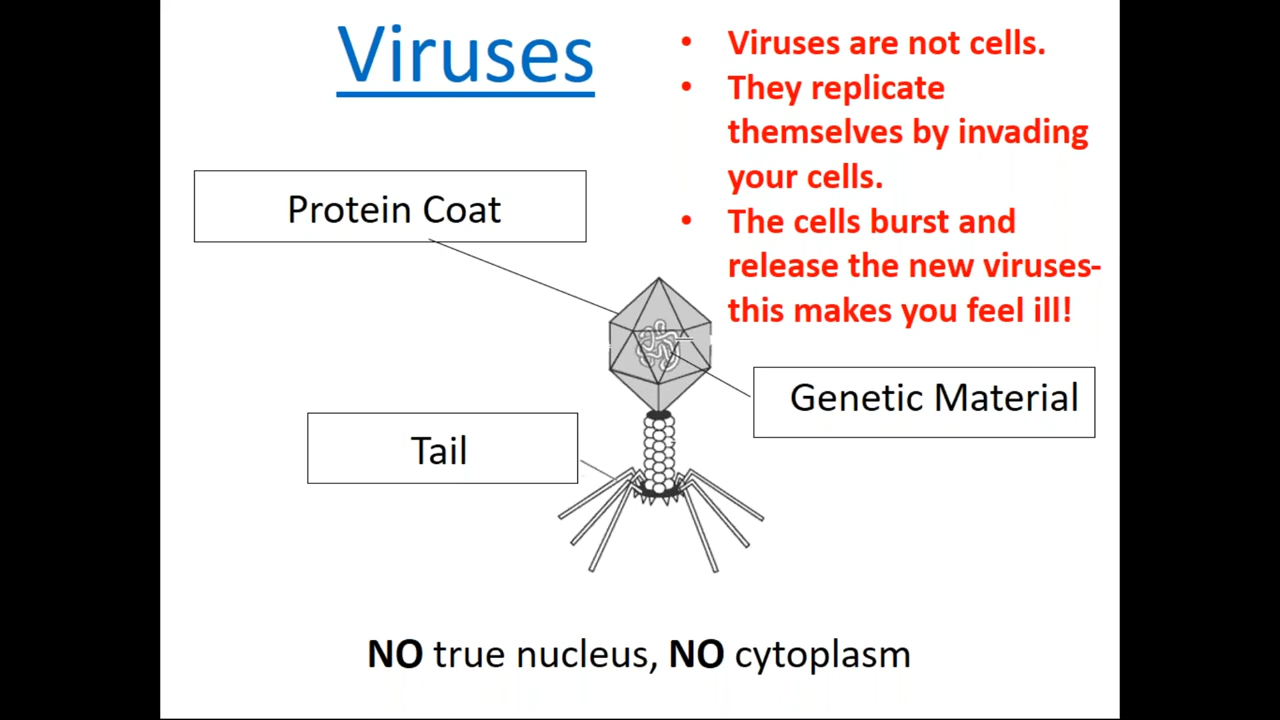 Viruses
• Viruses are not cells.
• They replicate
themselves by invading
your cells.
• The cells burst and
release the new viruses-
this makes you feel ill!
Protein Coat
Genetic Material
Tail
NO true nucleus, NO cytoplasm